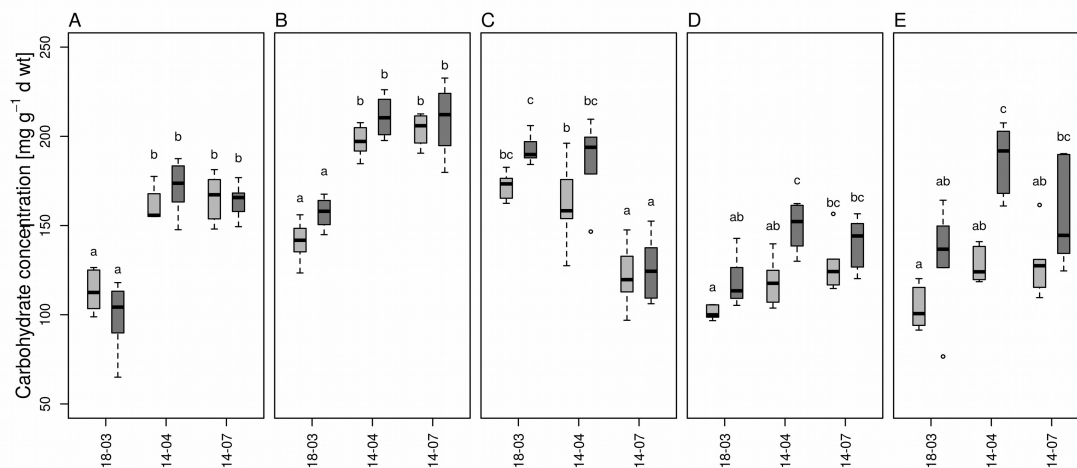 A B C D E
Carbohydrate concentration [mg g⁻¹ d wt]
250
200
150
100
50
a a b b b b
a a b b b b
bc c b bc a a
a ab ab c bc bc
a ab ab c ab bc
18-03 14-04 14-07 18-03 14-04 14-07 18-03 14-04 14-07 18-03 14-04 14-07 18-03 14-04 14-07